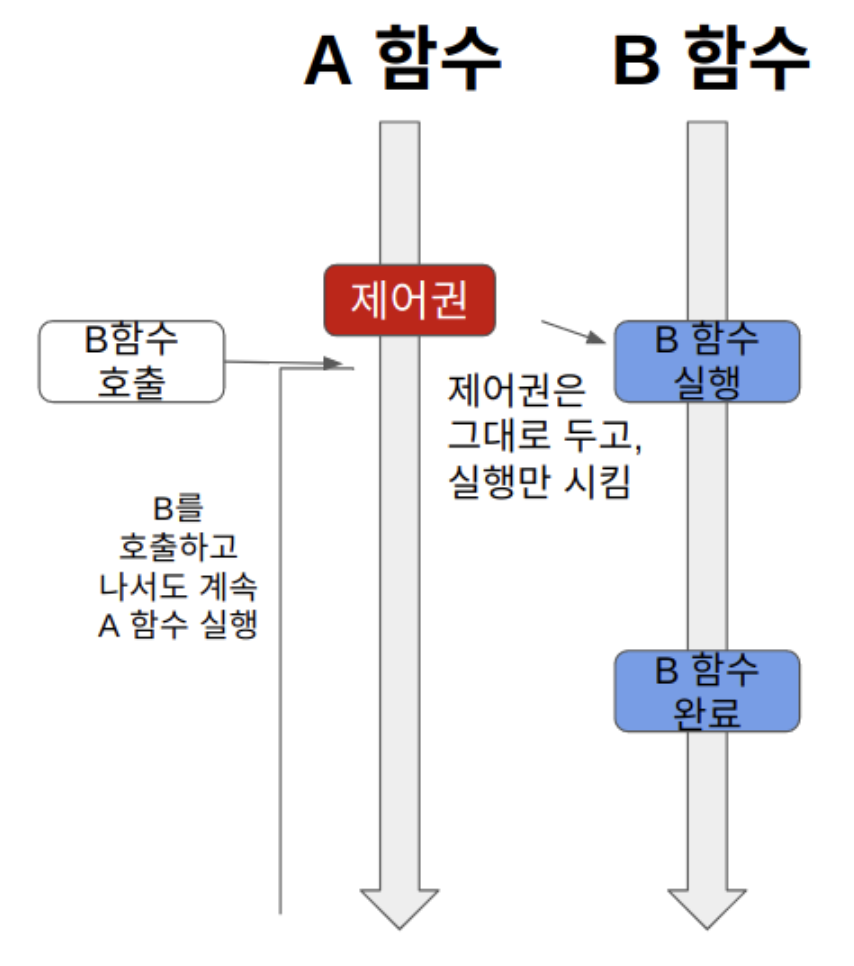 A 함수
B 함수
제어권
B함수
호출
B 함수
실행
제어권은
그대로 두고,
실행만 시킴
B를
호출하고
나서도 계속
A 함수 실행
B 함수
완료